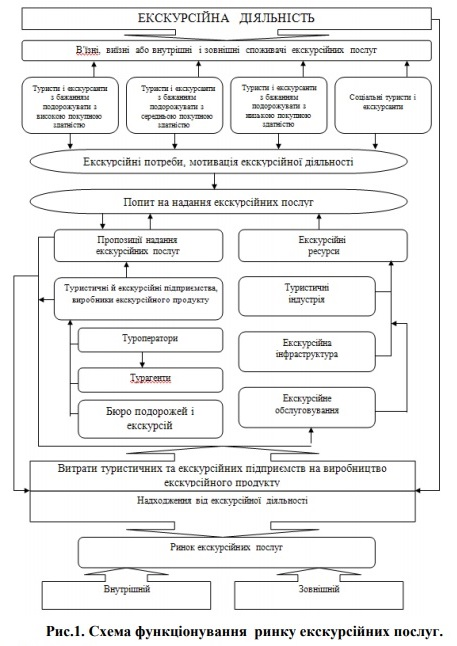 ЕКСКУРСІЙНА ДІЯЛЬНІСТЬ
В'їзні, виїзні або внутрішні і зовнішні споживачі екскурсійних послуг
Туристи і екскурсанти
з бажанням
подорожувати з
високою покупною
здатністю
Туристи і екскурсанти
з бажанням
подорожувати з
середньою покупною
здатністю
Туристи і екскурсанти
з бажанням
подорожувати з
низькою покупною
здатністю
Соціальні туристи і
екскурсанти
Екскурсійні потреби, мотивація екскурсійної діяльності
Попит на надання екскурсійних послуг
Пропозиції надання
екскурсійних послуг
Екскурсійні
ресурси
Туристичні й екскурсійні підприємства,
виробники екскурсійного продукту
Туристичні
індустрія
Туроператори
Турагенти
Бюро подорожей і
екскурсій
Екскурсійна
інфраструктура
Екскурсійне
обслуговування
Витрати туристичних та екскурсійних підприємств на виробництво
екскурсійного продукту
Надходження від екскурсійної діяльності
Ринок екскурсійних послуг
Внутрішній
Зовнішній
Рис.1. Схема функціонування ринку екскурсійних послуг.